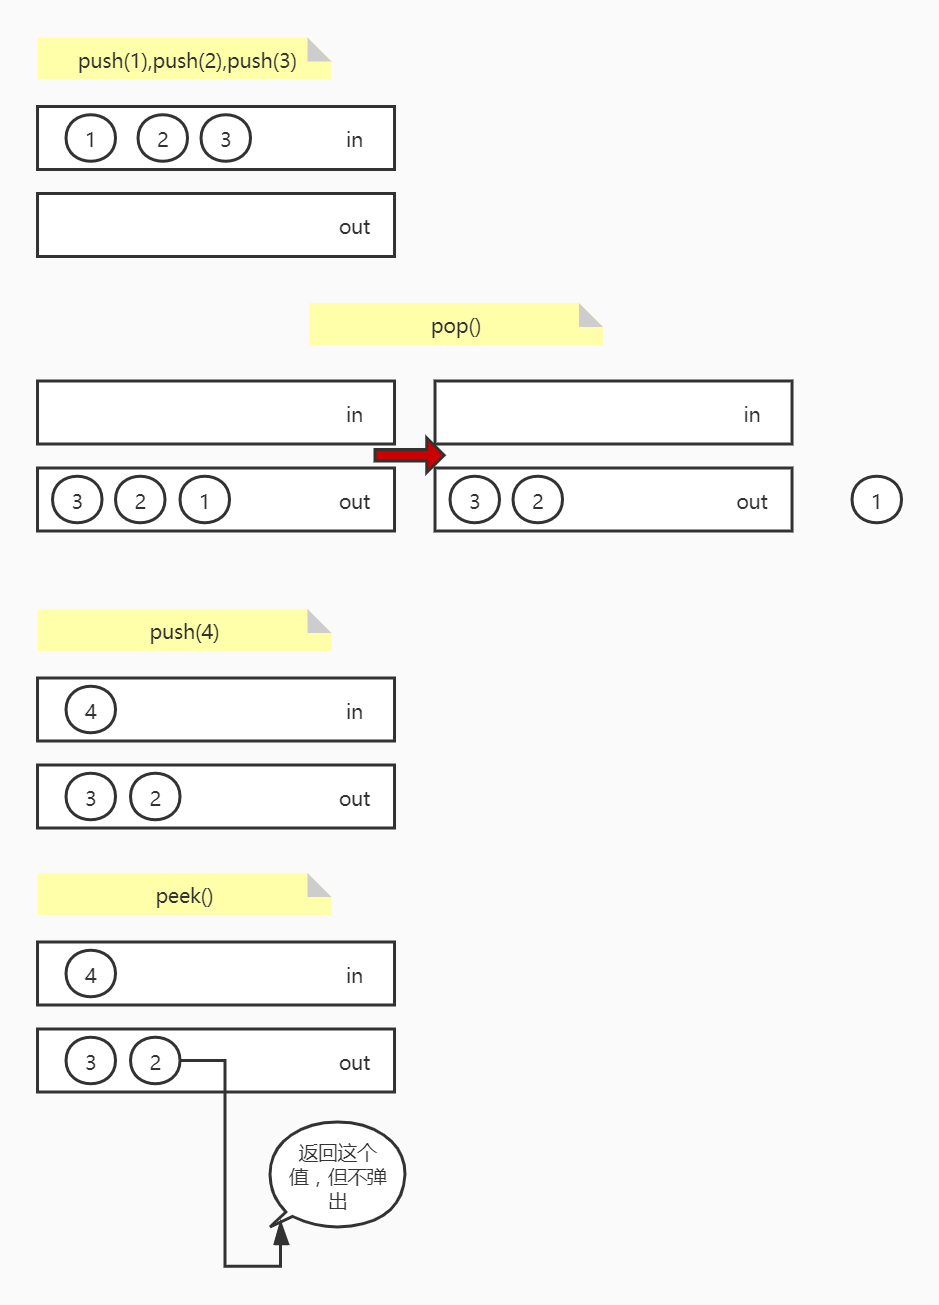 push(1),push(2),push(3)
1 2 3 in
out
pop()
in in
3 2 1 out 3 2 out 1
push(4)
4 in
3 2 out
peek()
4 in
3 2 out
返回这个
值，但不弹
出